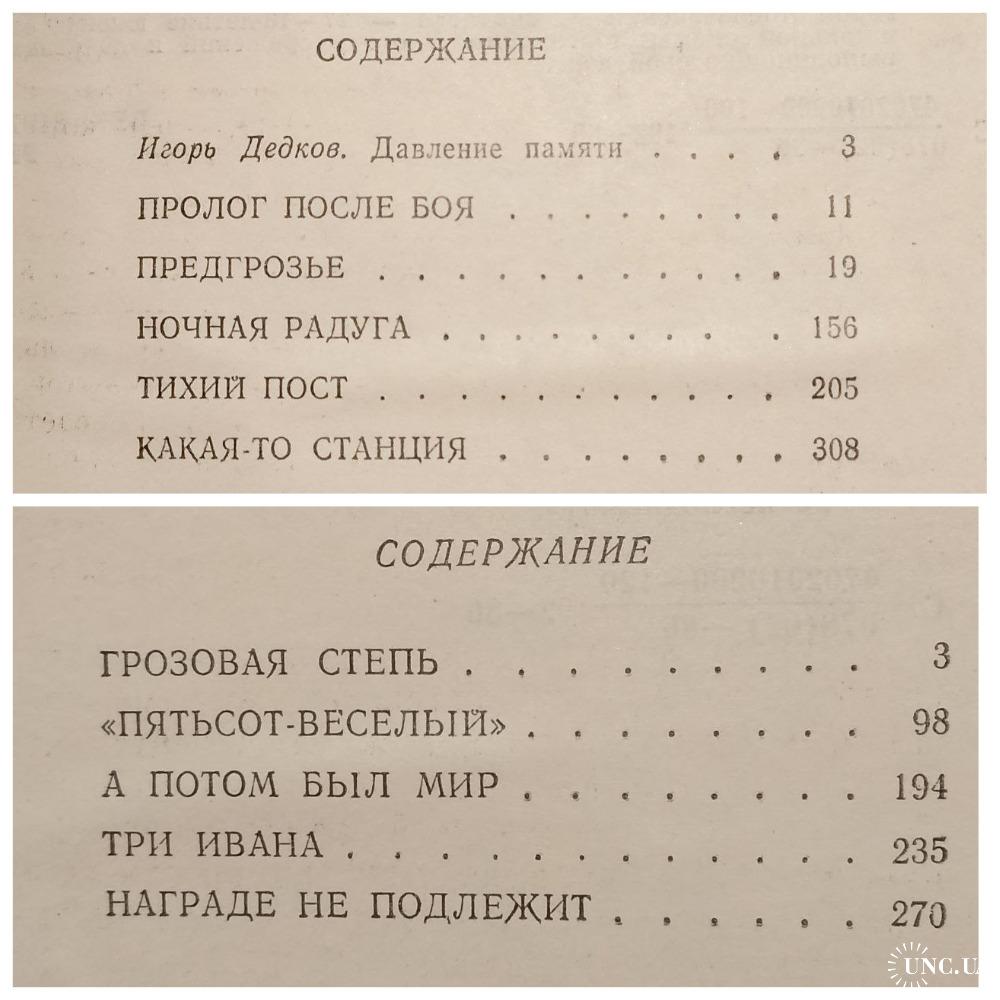 СОДЕРЖАНИЕ
Игорь Дедков. Давление памяти . . . . 3
ПРОЛОГ ПОСЛЕ БОЯ . . . . . . . . 11
ПРЕДГРОЗЬЕ . . . . . . . . . . . 19
НОЧНАЯ РАДУГА . . . . . . . . . 156
ТИХИЙ ПОСТ . . . . . . . . . . . 205
КАКАЯ-ТО СТАНЦИЯ . . . . . . . . 308
СОДЕРЖАНИЕ
ГРОЗОВАЯ СТЕПЬ . . . . . . . . . 3
«ПЯТЬСОТ-ВЕСЕЛЫЙ» . . . . . . . . 98
А ПОТОМ БЫЛ МИР . . . . . . . . 194
ТРИ ИВАНА . . . . . . . . . . . 235
НАГРАДЕ НЕ ПОДЛЕЖИТ . . . . . . 270
UNC.UA